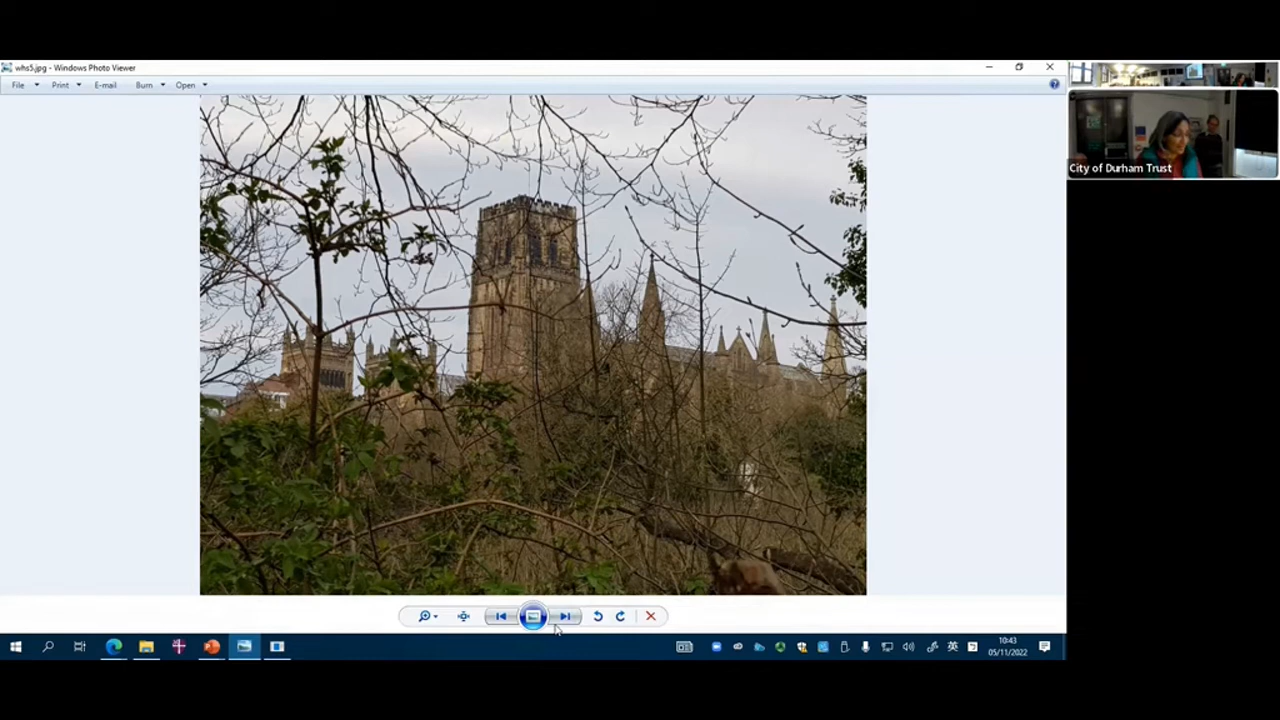 whs5.jpg - Windows Photo Viewer
File Print E-mail Burn Open
City of Durham Trust
英
10:43
05/11/2022